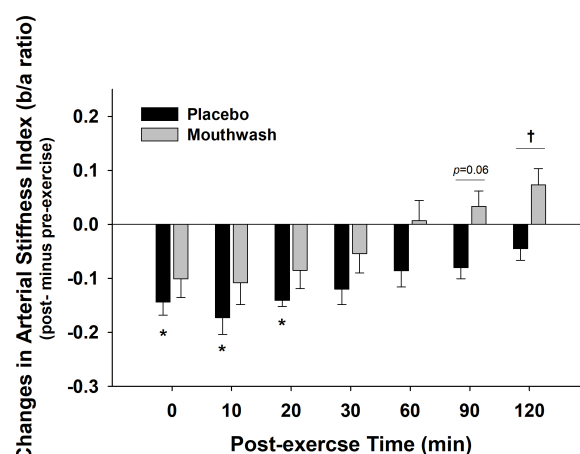 Changes in Arterial Stiffness Index (b/a ratio)
(post- minus pre-exercise)
0.2
0.1
0.0
-0.1
-0.2
-0.3
Placebo
Mouthwash
p=0.06
†
*
*
*
0 10 20 30 60 90 120
Post-exercse Time (min)